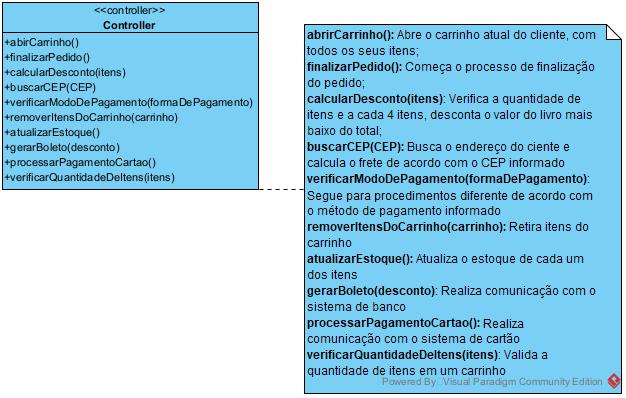 <<controller>>
Controller
+abirCarrinho()
+finalizarPedido()
+calcularDesconto(itens)
+buscarCEP(CEP)
+verificarModoDePagamento(formaDePagamento)
+removerItensDoCarrinho(carrinho)
+atualizarEstoque()
+gerarBoleto(desconto)
+processarPagamentoCartao()
+verificarQuantidadeDeItens(itens)
abrirCarrinho(): Abre o carrinho atual do cliente, com
todos os seus itens;
finalizarPedido(): Começa o processo de finalização
do pedido;
calcularDesconto(itens): Verifica a quantidade de
itens e a cada 4 itens, desconta o valor do livro mais
baixo do total;
buscarCEP(CEP): Busca o endereço do ciente e
calcula o frete de acordo com o CEP informado
verificarModoDePagamento(formaDePagamento):
Segue para procedimentos diferente de acordo com
o método de pagamento informado
removerItensDoCarrinho(carrinho): Retira itens do
carrinho
atualizarEstoque(): Atualiza o estoque de cada um
dos itens
gerarBoleto(desconto): Realiza comunicação com o
sistema de banco
processarPagamentoCartao(): Realiza
comunicação com o sistema de cartão
verificarQuantidadeDeItens(itens): Valida a
quantidade de itens em um carrinho
Powered By Visual Paradigm Community Edition